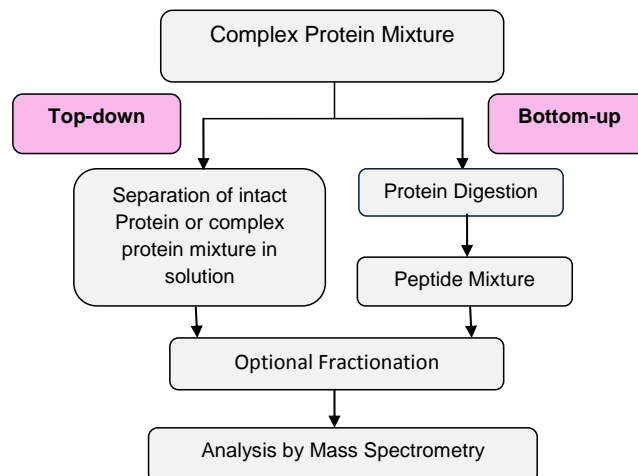 Complex Protein Mixture
Top-down
Bottom-up
Separation of intact
Protein or complex
protein mixture in
solution
Protein Digestion
Peptide Mixture
Optional Fractionation
Analysis by Mass Spectrometry